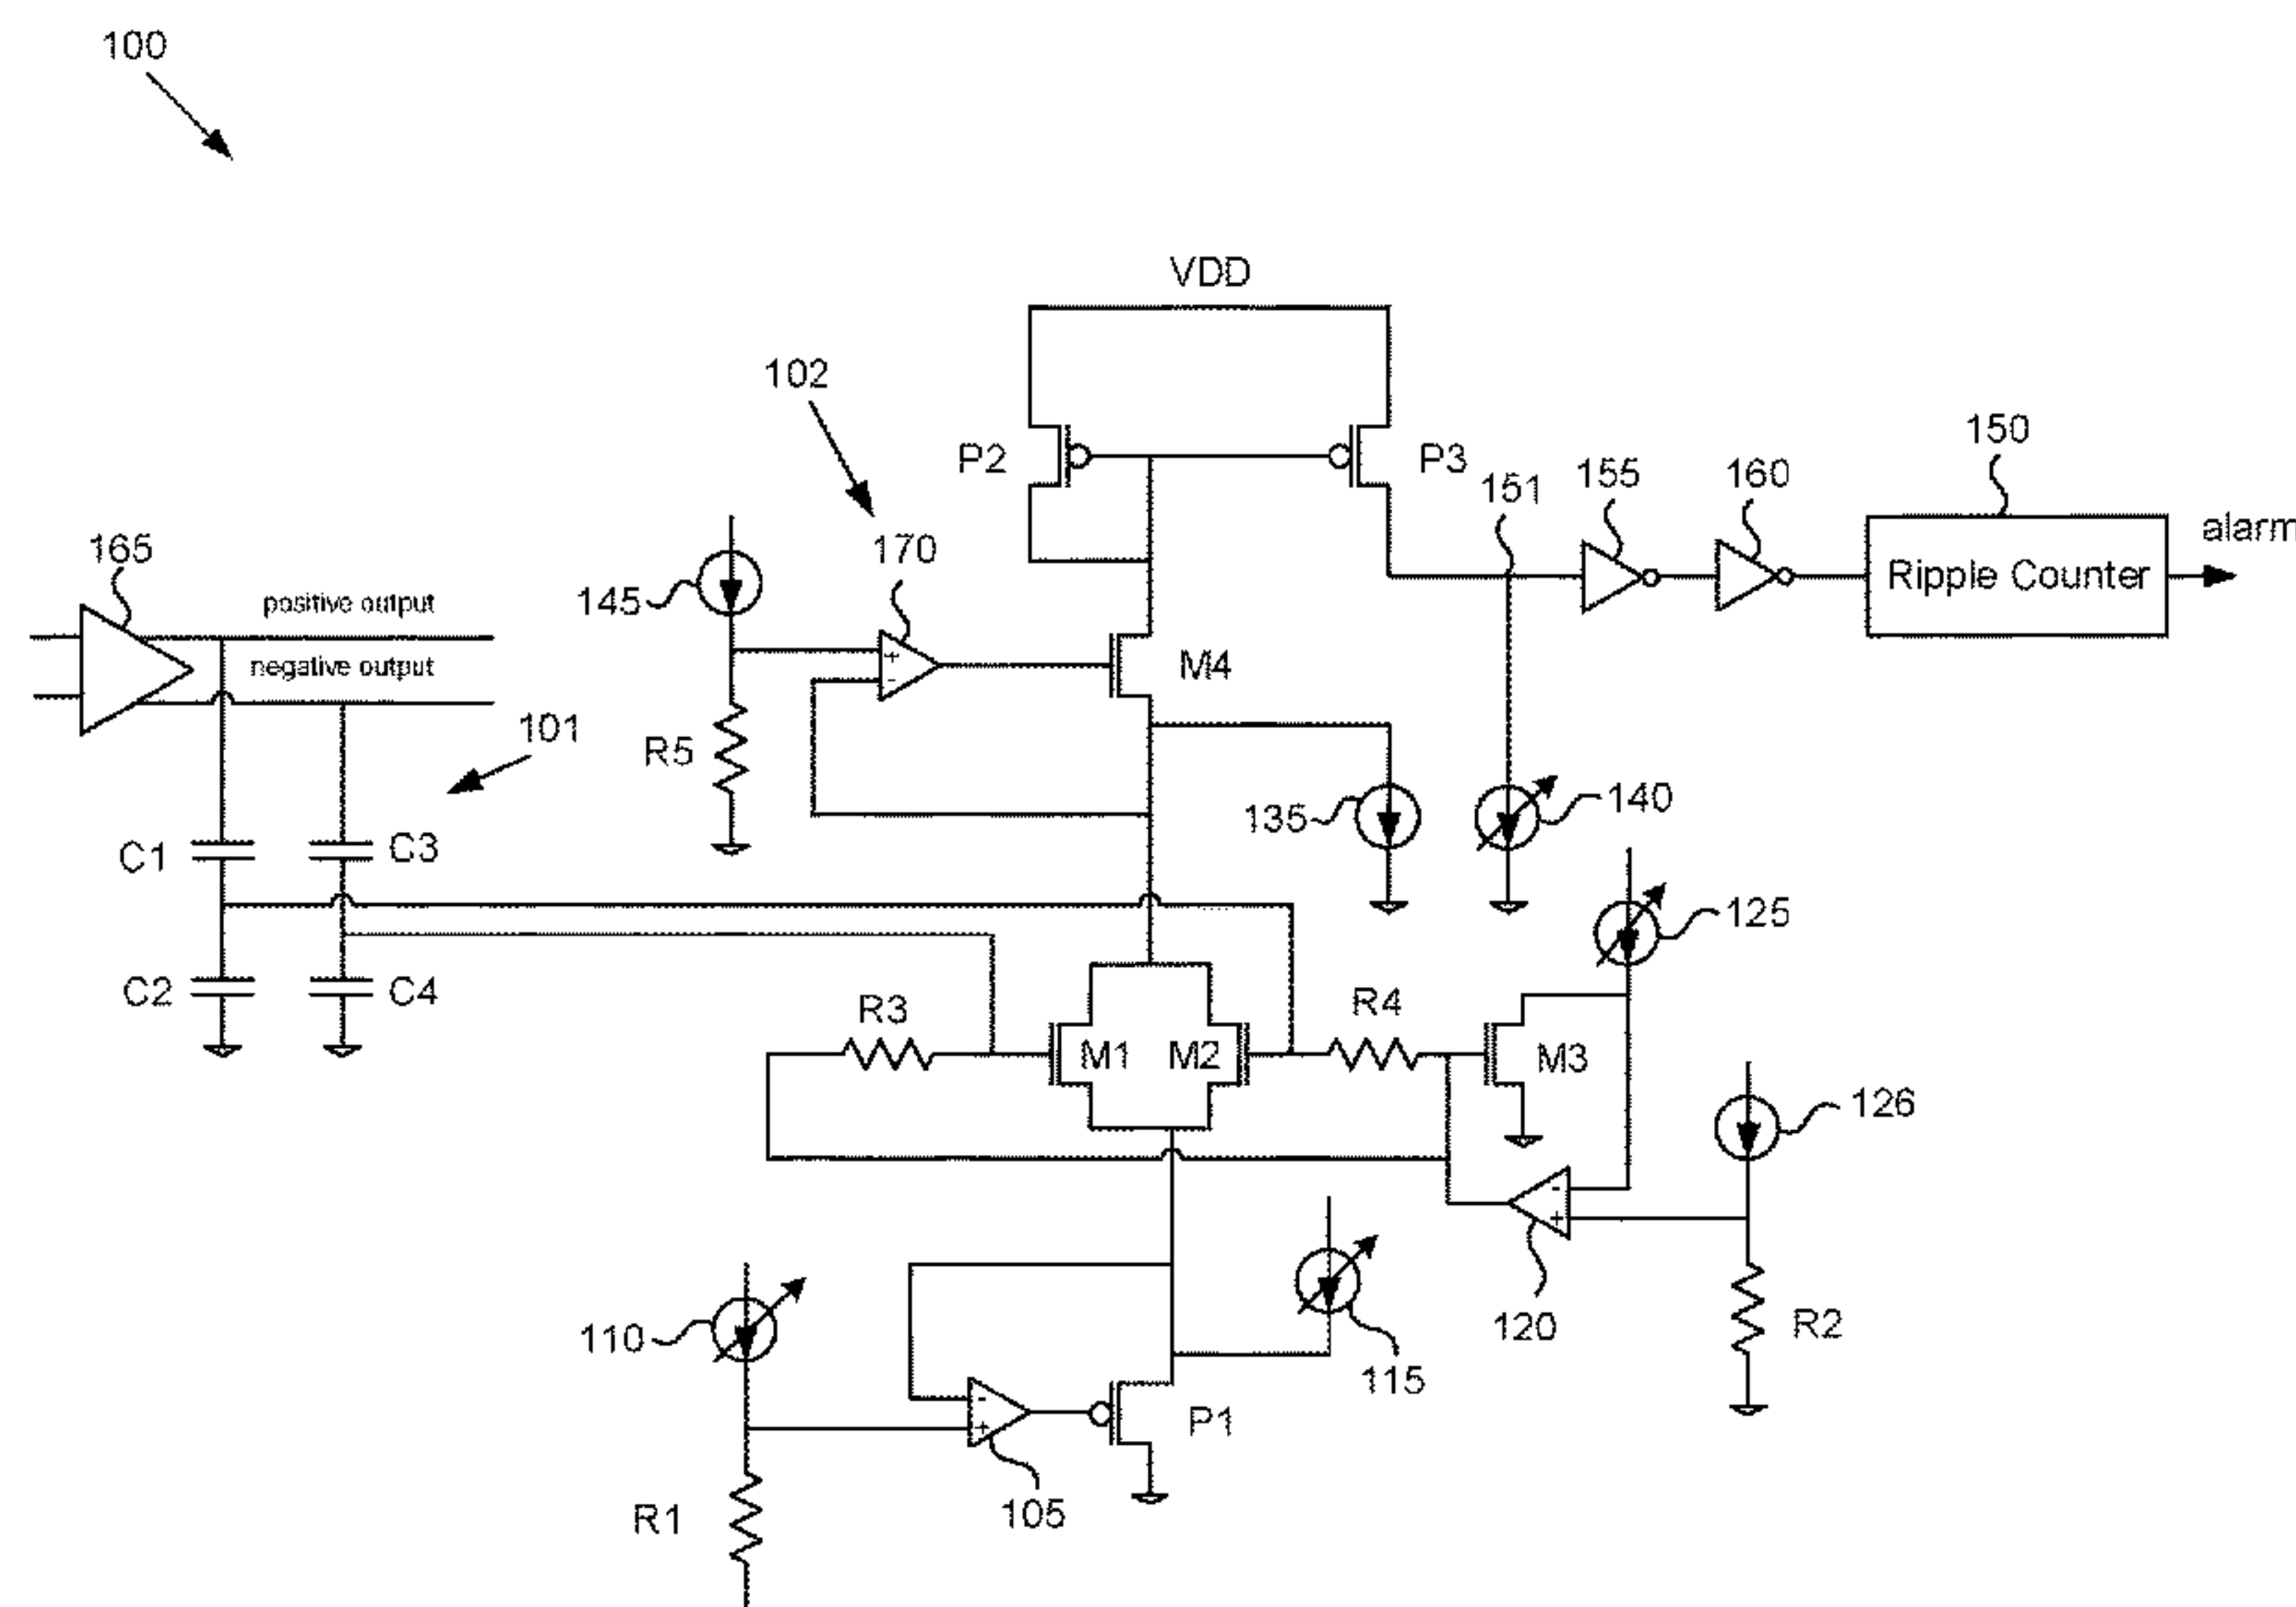 100
VDD
102
150
P2
P3
151
155
160
alarm
165
170
Ripple Counter
positive output
145
negative output
+
-
M4
101
R5
135
140
C1
C3
125
C2
C4
R3
R4
M1
M2
M3
126
-
+
110
115
120
R2
-
+
P1
R1
105